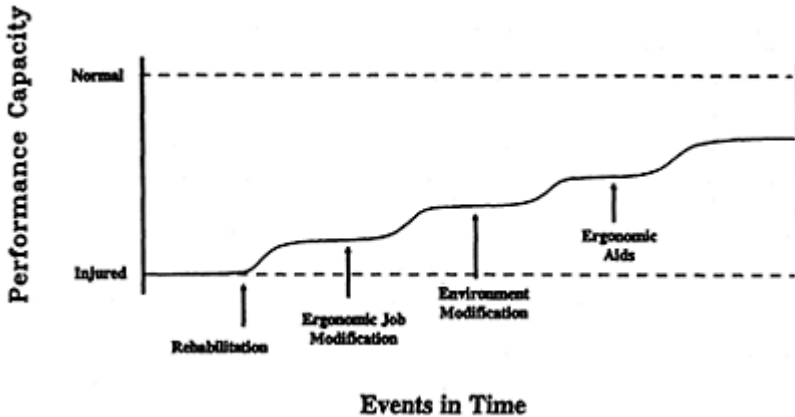 Performance Capacity
Normal
Injured
Rehabilitation
Ergonomic Job
Modification
Environment
Modification
Ergonomic
Aids
Events in Time